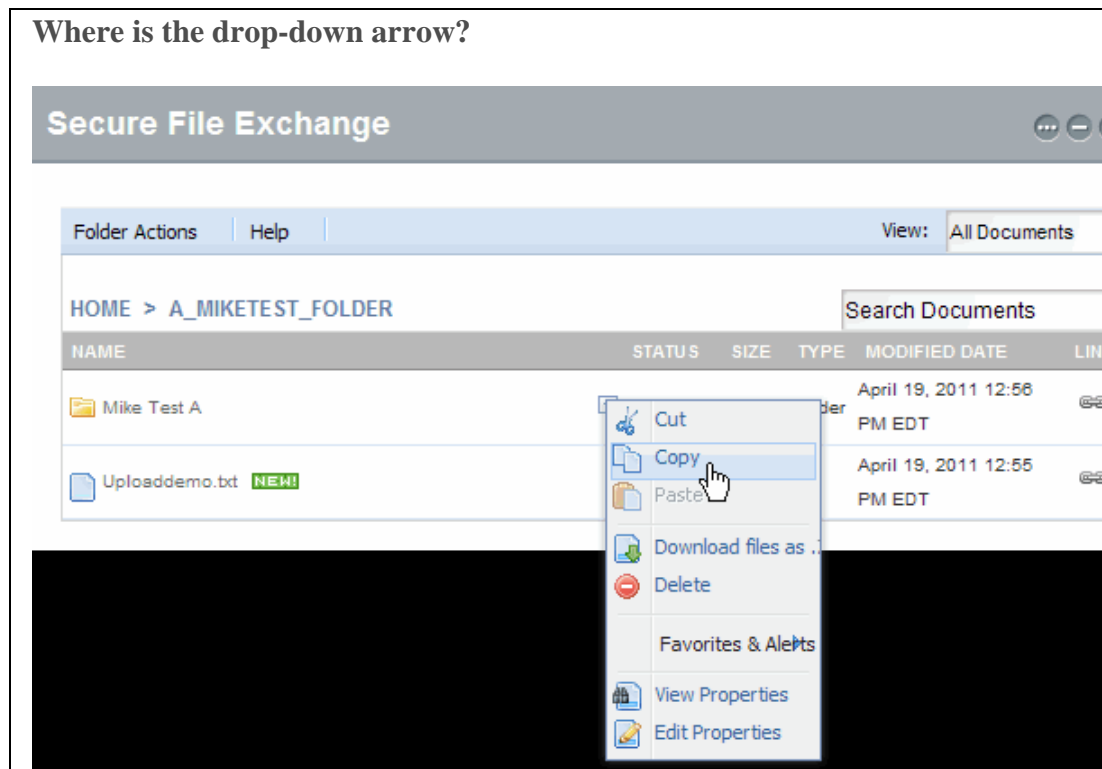 Where is the drop-down arrow?
Secure File Exchange
Folder Actions Help View: All Documents
HOME > A_MIKETEST_FOLDER Search Documents
NAME STATUS SIZE TYPE MODIFIED DATE LIN
Mike Test A der April 19, 2011 12:56
PM EDT
Uploaddemo.txt NEW! April 19, 2011 12:55
PM EDT
Cut
Copy
Paste
Download files as .
Delete
Favorites & Alerts
View Properties
Edit Properties